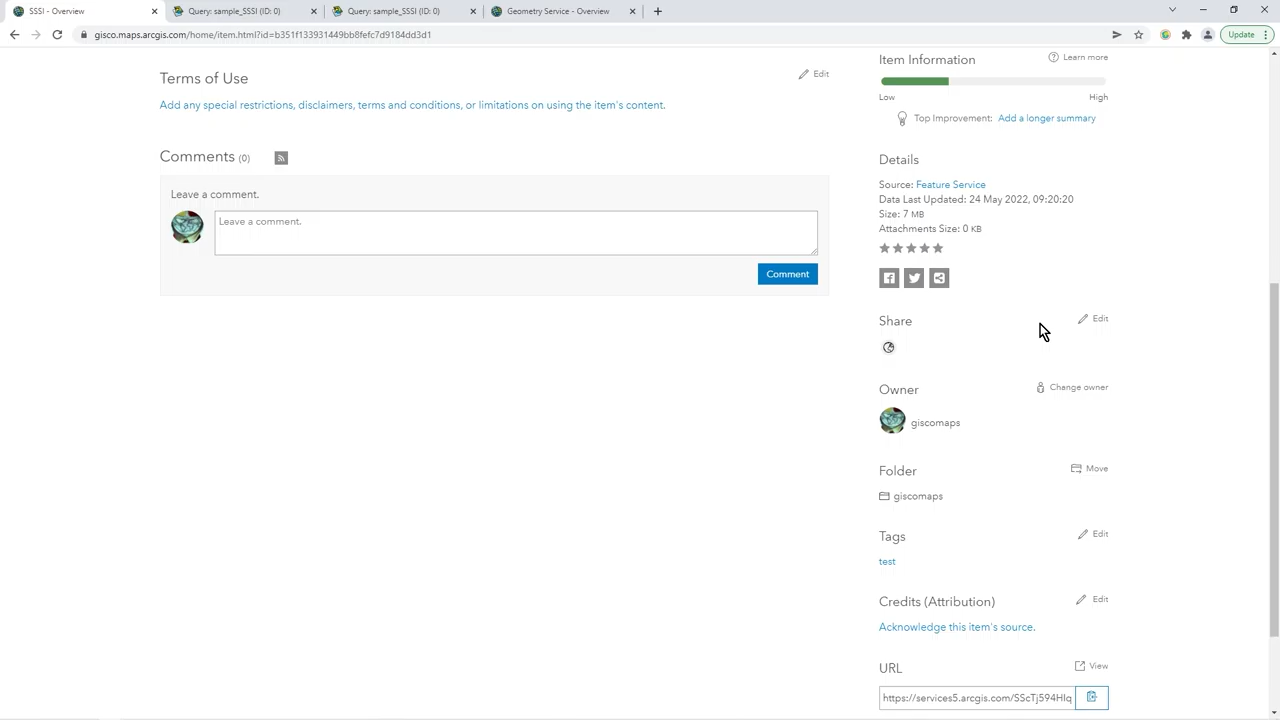 SSSI - Overview
Query: sample_SSSI (ID: 0)
Query: sample_SSSI (ID: 0)
Geometry Service - Overview
gisco.maps.arcgis.com/home/item.html?id=b351f133931449bb8fefc7d9184dd3d1
Update
Terms of Use
Edit
Add any special restrictions, disclaimers, terms and conditions, or limitations on using the item's content.
Comments (0)
Leave a comment.
Leave a comment.
Comment
Item Information
Learn more
Low
High
Top Improvement: Add a longer summary
Details
Source: Feature Service
Data Last Updated: 24 May 2022, 09:20:20
Size: 7 MB
Attachments Size: 0 KB
Share
Edit
Owner
Change owner
giscomaps
Folder
Move
giscomaps
Tags
Edit
test
Credits (Attribution)
Edit
Acknowledge this item's source.
URL
View
https://services5.arcgis.com/SScTj594HIq